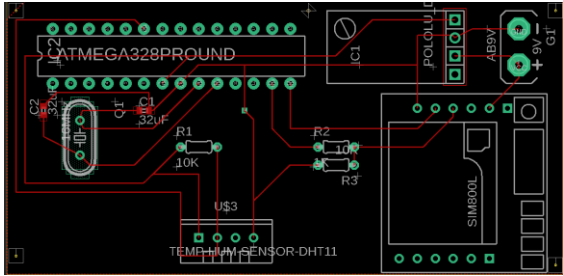 IC2
ATMEGA328PROUND
IC1
POLOLU_D
AB9V
9V
G1
-
+
C2
32uF
16MHz
Q1
C1
32uF
R1
10K
R2
10K
1K
R3
SIM800L
U$3
TEMP-HUM-SENSOR-DHT11